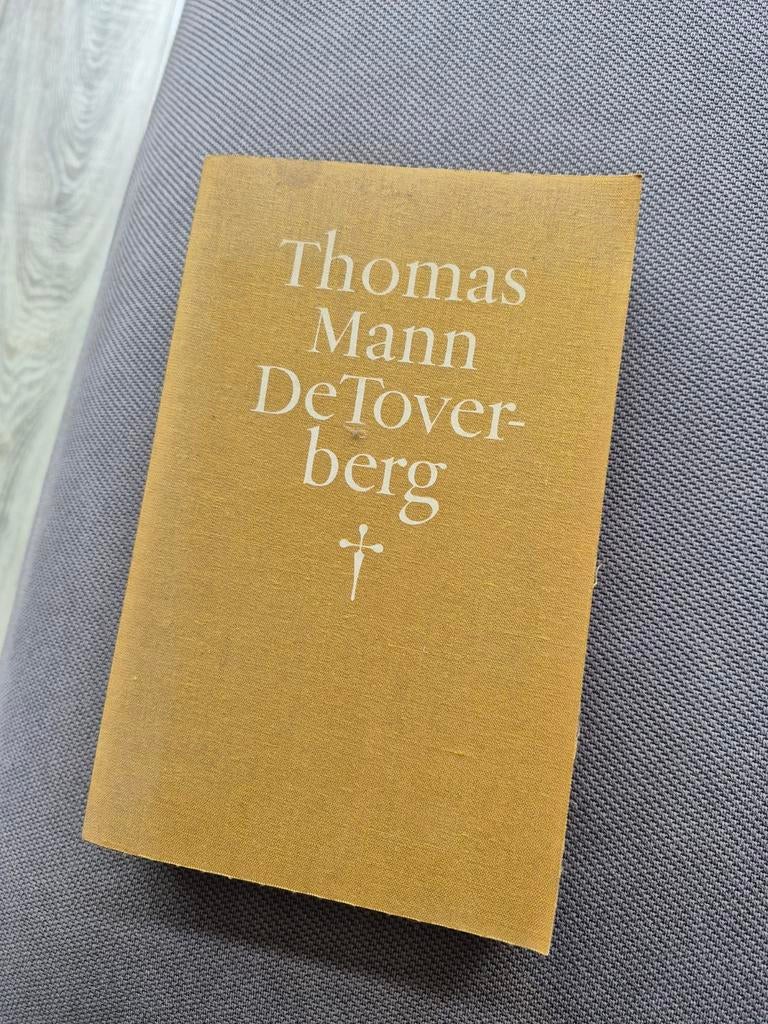 Thomas
Mann
DeTover-
berg